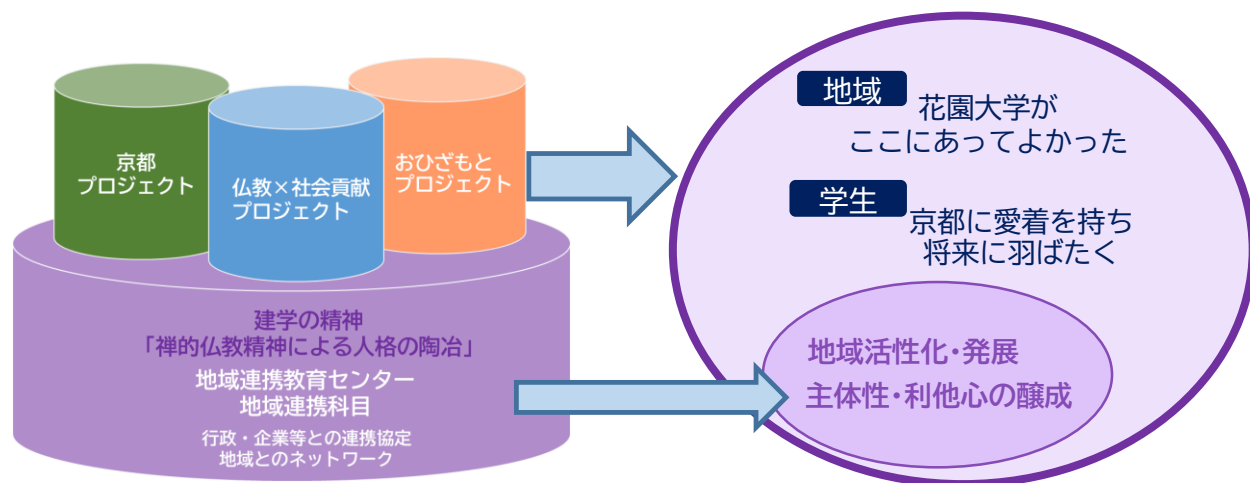 京都
プロジェクト
仏教×社会貢献
プロジェクト
おひざもと
プロジェクト
建学の精神
「禅的仏教精神による人格の陶冶」
地域連携教育センター
地域連携科目
行政・企業等との連携協定
地域とのネットワーク
地域
花園大学が
ここにあってよかった
学生
京都に愛着を持ち
将来に羽ばたく
地域活性化・発展
主体性・利他心の醸成